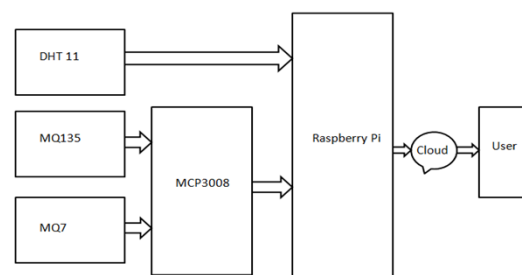 DHT 11
MQ135
MCP3008
MQ7
Raspberry Pi
Cloud
User